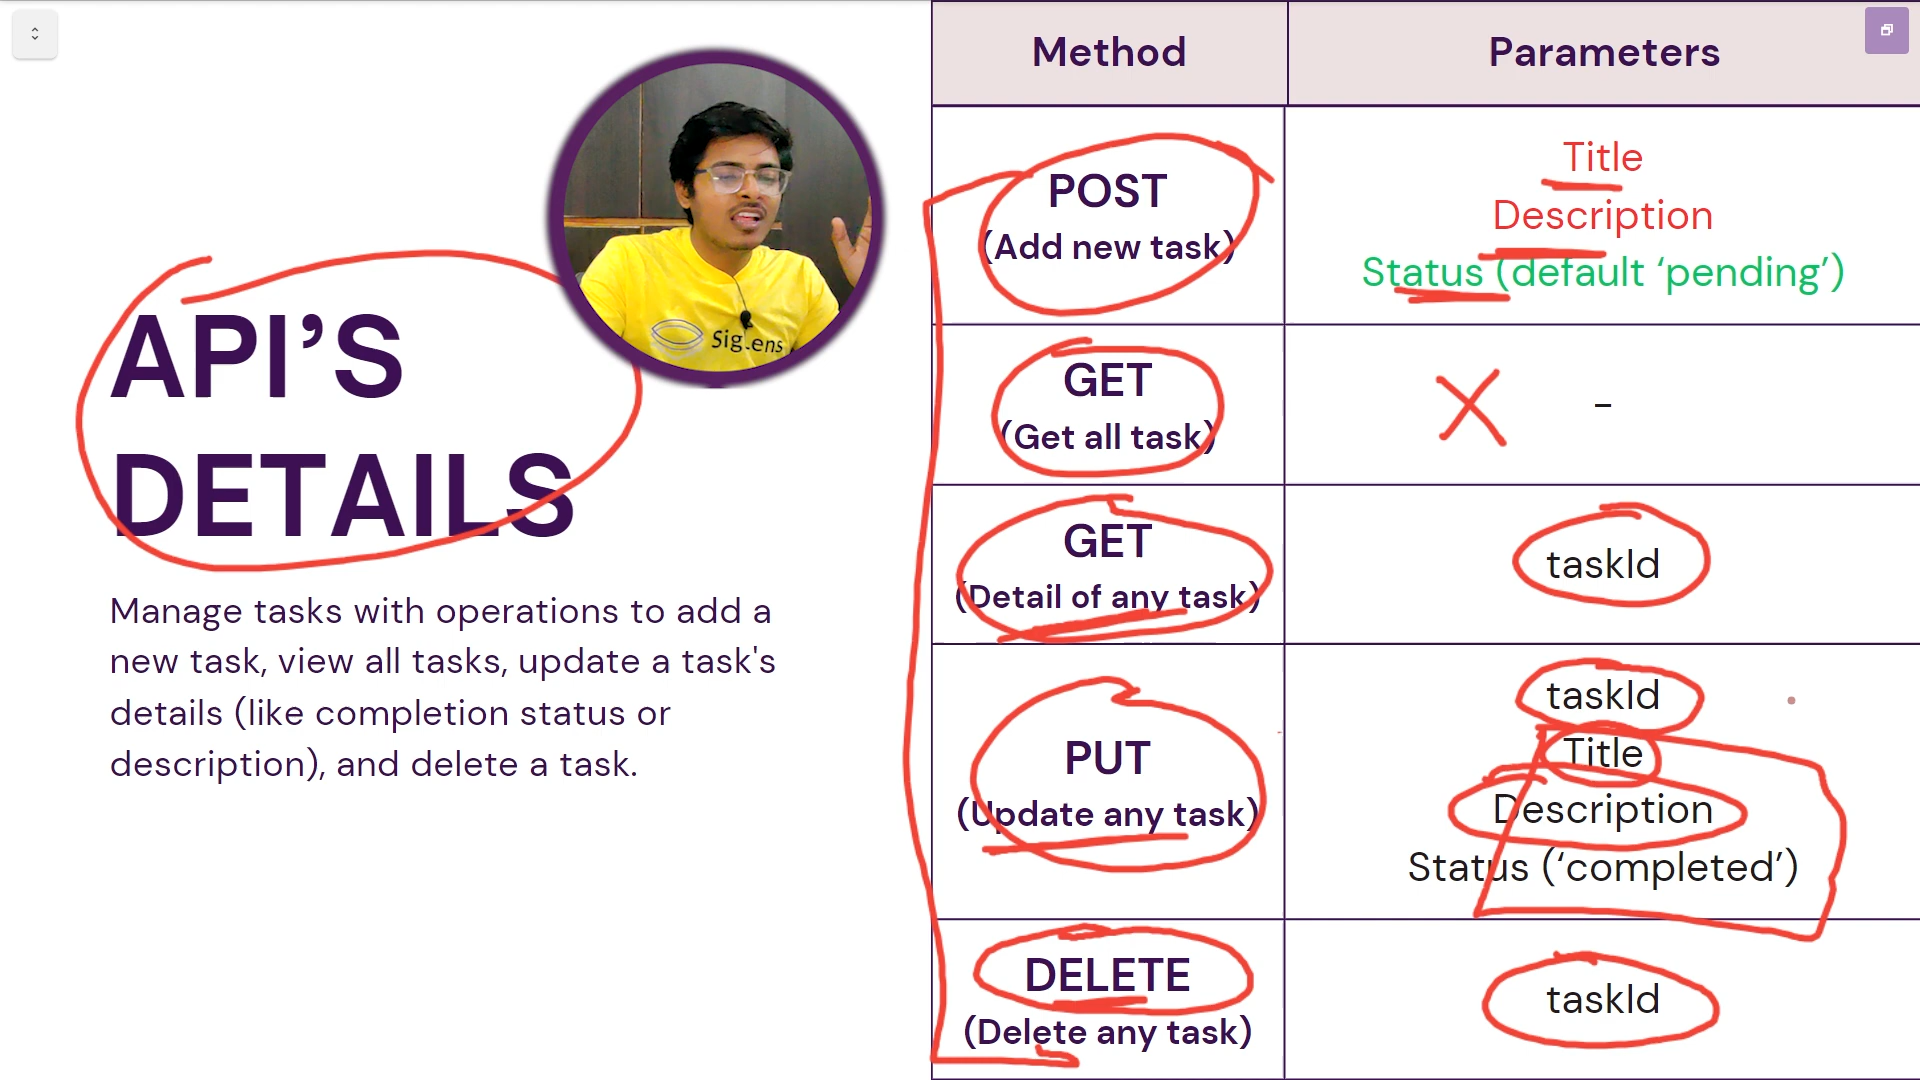 API'S
DETAILS
Manage tasks with operations to add a
new task, view all tasks, update a task's
details (like completion status or
description), and delete a task.
Method
Parameters
POST
(Add new task)
Title
Description
Status (default ‘pending’)
GET
(Get all task)
-
GET
(Detail of any task)
taskId
PUT
(Update any task)
taskId
Title
Description
Status (‘completed’)
DELETE
(Delete any task)
taskId